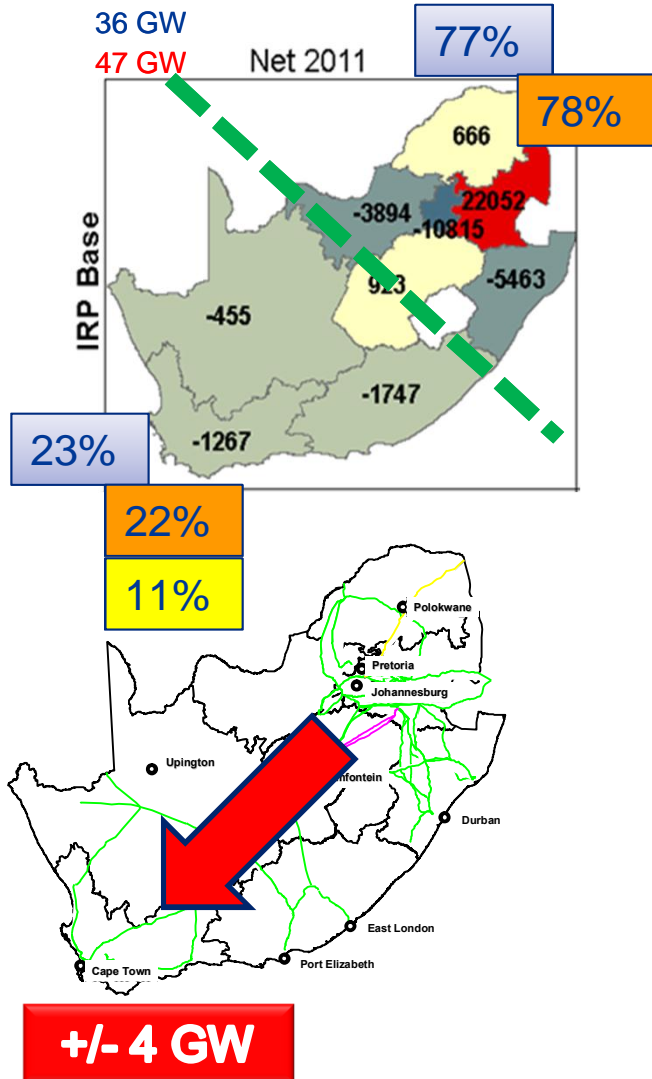 36 GW
77%
47 GW
Net 2011
78%
666
22052
-3894
-10815
IRP Base
923
-5463
-455
-1747
-1267
23%
22%
11%
Polokwane
Pretoria
Johannesburg
Upington
mfontein
Durban
East London
Port Elizabeth
Cape Town
+/- 4 GW